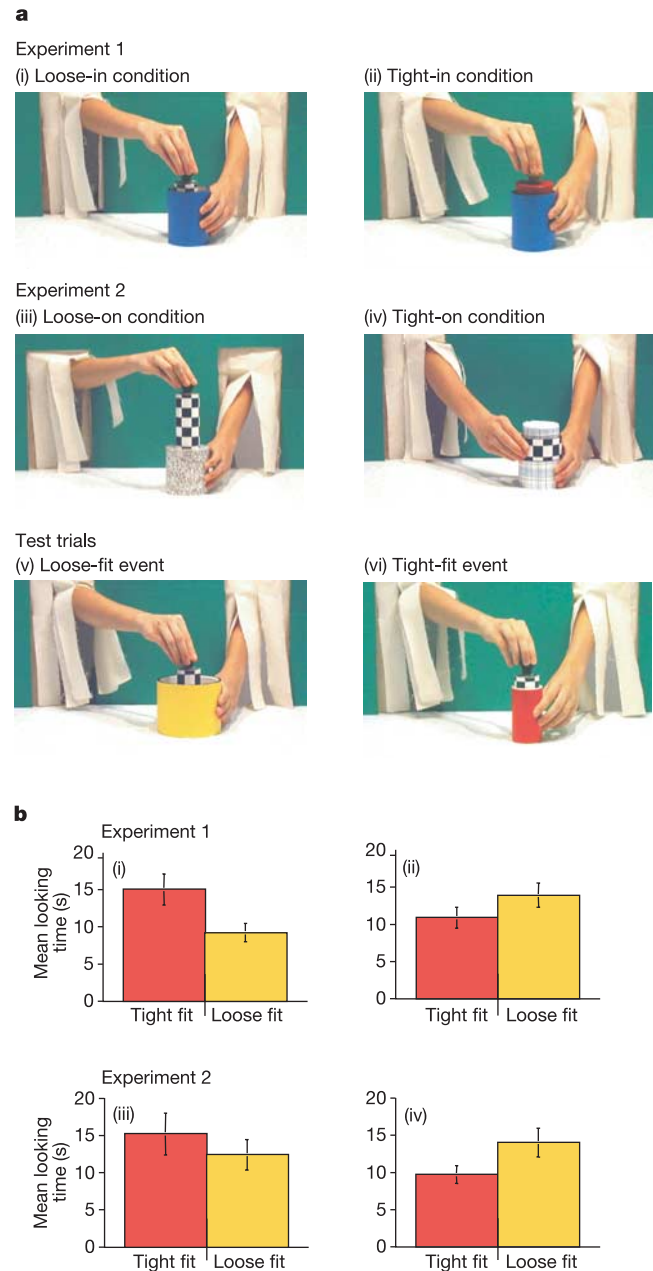 a
Experiment 1
(i) Loose-in condition
(ii) Tight-in condition
Experiment 2
(iii) Loose-on condition
(iv) Tight-on condition
Test trials
(v) Loose-fit event
(vi) Tight-fit event
b
Experiment 1
Mean looking
time (s)
20
15
10
5
0
(i)
Tight fit
Loose fit
20
15
10
5
0
(ii)
Tight fit
Loose fit
Experiment 2
Mean looking
time (s)
20
15
10
5
0
(iii)
Tight fit
Loose fit
20
15
10
5
0
(iv)
Tight fit
Loose fit